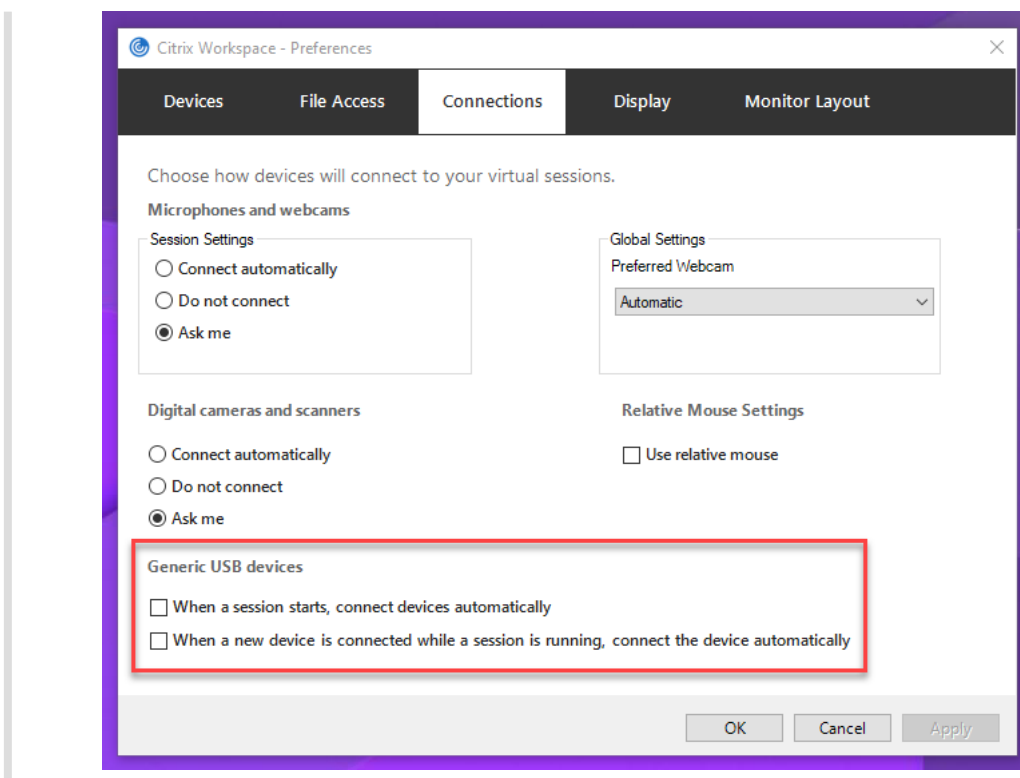 Citrix Workspace - Preferences
Devices File Access Connections Display Monitor Layout
Choose how devices will connect to your virtual sessions.
Microphones and webcams
Session Settings
Connect automatically
Do not connect
Ask me
Global Settings
Preferred Webcam
Automatic
Digital cameras and scanners
Connect automatically
Do not connect
Ask me
Relative Mouse Settings
Use relative mouse
Generic USB devices
When a session starts, connect devices automatically
When a new device is connected while a session is running, connect the device automatically
OK Cancel Apply